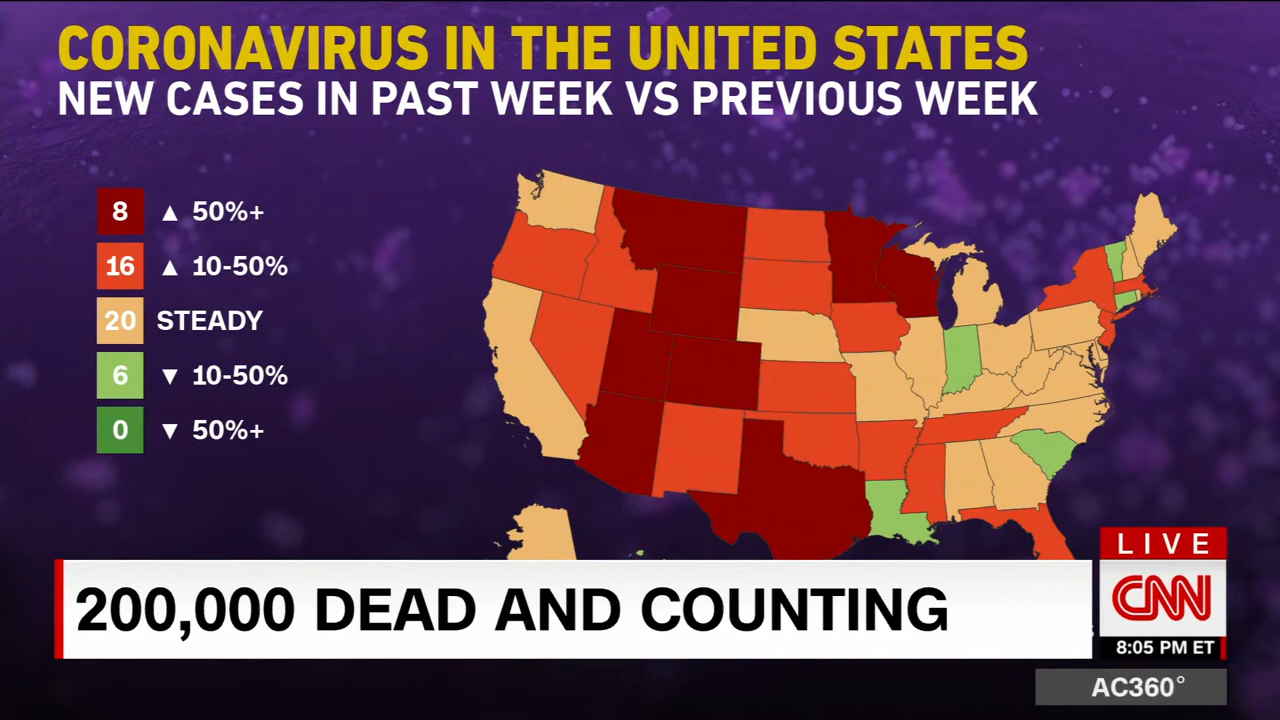 CORONAVIRUS IN THE UNITED STATES
NEW CASES IN PAST WEEK VS PREVIOUS WEEK
8 ▲ 50%+
16 ▲ 10-50%
20 STEADY
6 ▼ 10-50%
0 ▼ 50%+
200,000 DEAD AND COUNTING
LIVE
CNN
8:05 PM ET
AC360°